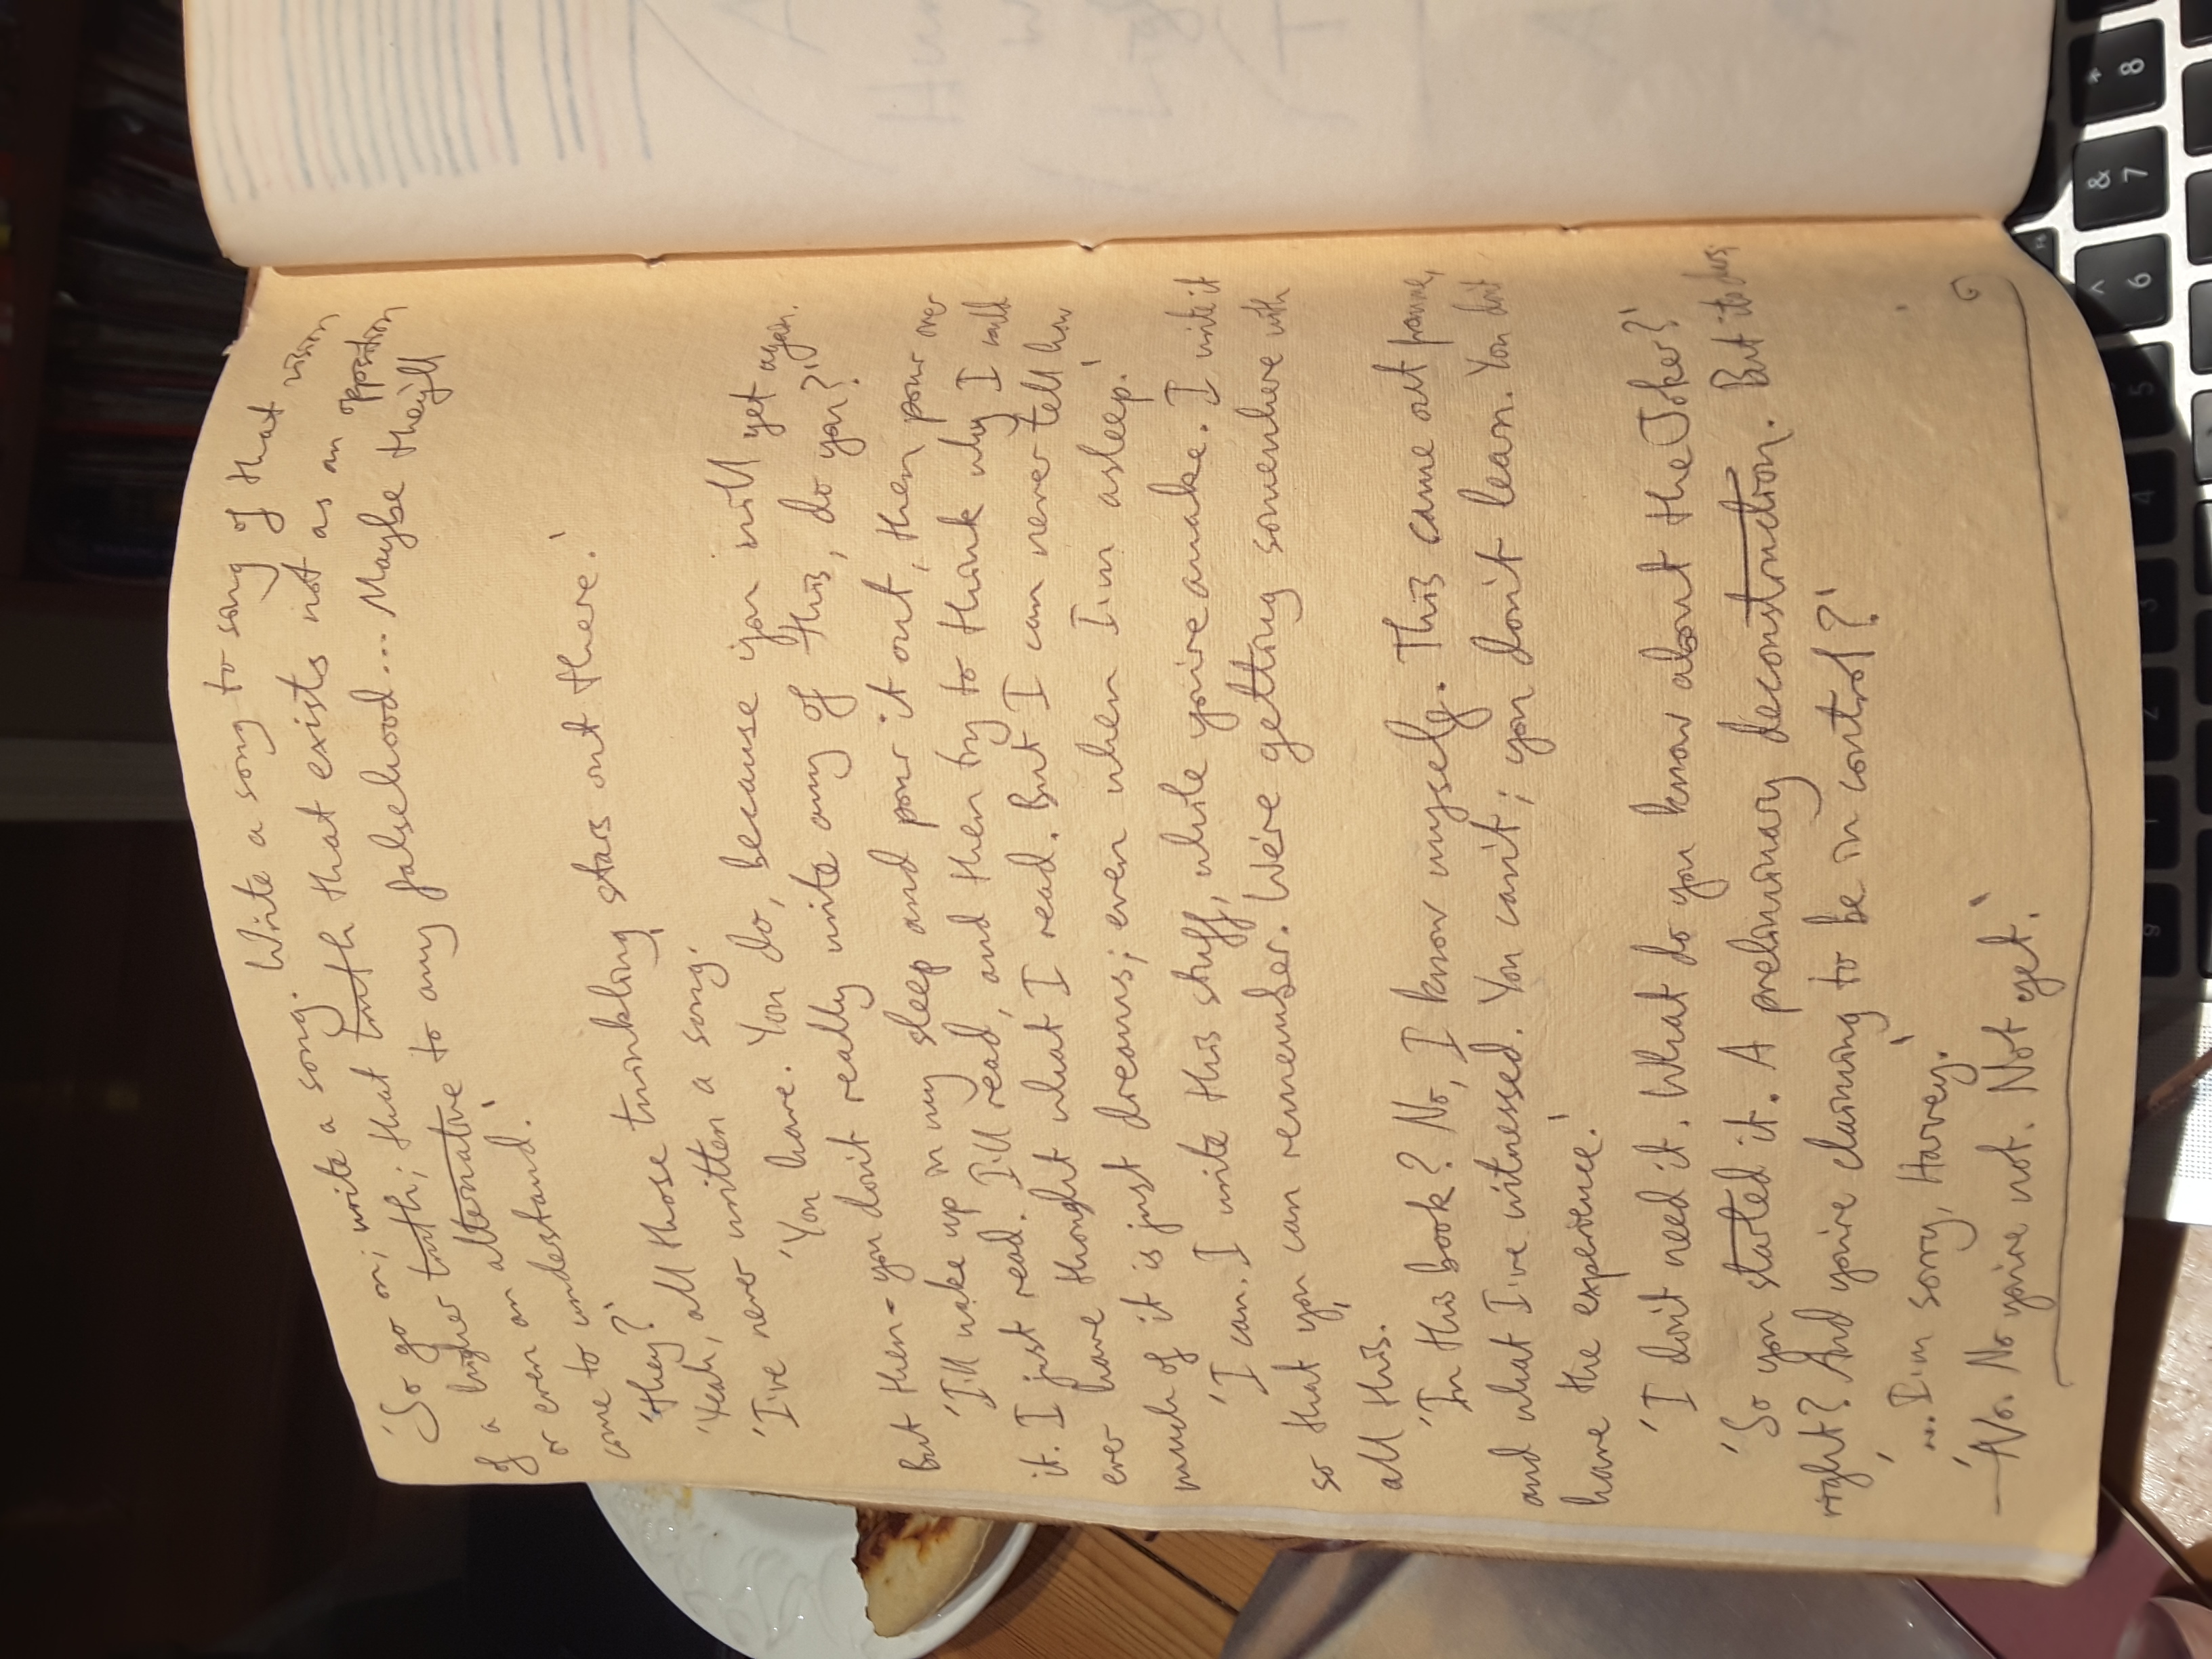 'So go on; write a song. Write a song to song of that vision
of a higher truth; that truth that exists not as an opposition
or even an alternative to any falsehood... Maybe they'll
come to understand.'
'They?'
'Yeah, all those twinkling stars out there.'
'I've never written a song.'
'You have. You do, because you will yet again.
But then - you don't really write any of this, do you?'
'I'll wake up in my sleep and pour it out, then pour over
it. I just read. I'll read, and then try to think why I could
ever have thought what I read. But I can never tell how
much of it is just dreams; even when I'm asleep.'
'I can. I write this stuff, while you're awake. I write it
so that you can remember. We're getting somewhere with
all this.'
'In this book? No, I know myself. This came out from me,
and what I've witnessed. You can't; you don't learn. You don't
have the experience.'
'I don't need it. What do you know about the Joker?'
'So you started it. A preliminary deconstruction. But
right? And you're claiming to be in control?'
'... I'm sorry, Harvey.'
—'No. No you're not. Not yet.'
^
6
&
7
*
8
1
2
3
4
5